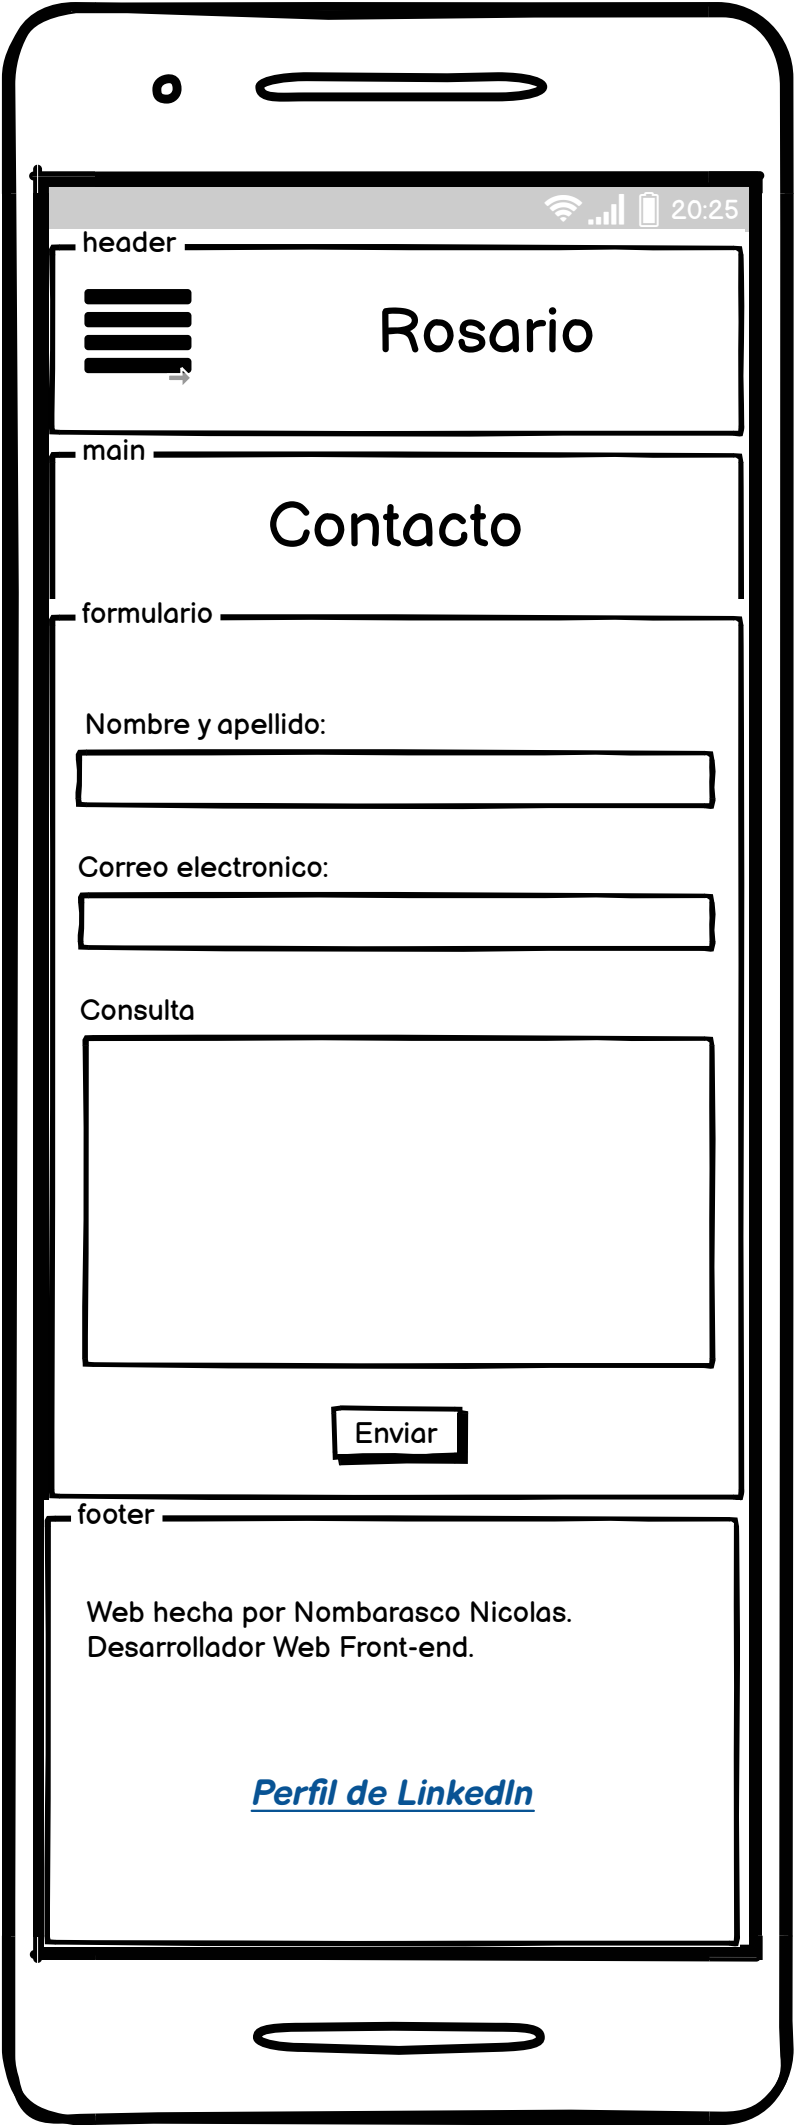 20:25
header
Rosario
main
Contacto
formulario
Nombre y apellido:
Correo electronico:
Consulta
Enviar
footer
Web hecha por Nombarasco Nicolas.
Desarrollador Web Front-end.
Perfil de LinkedIn